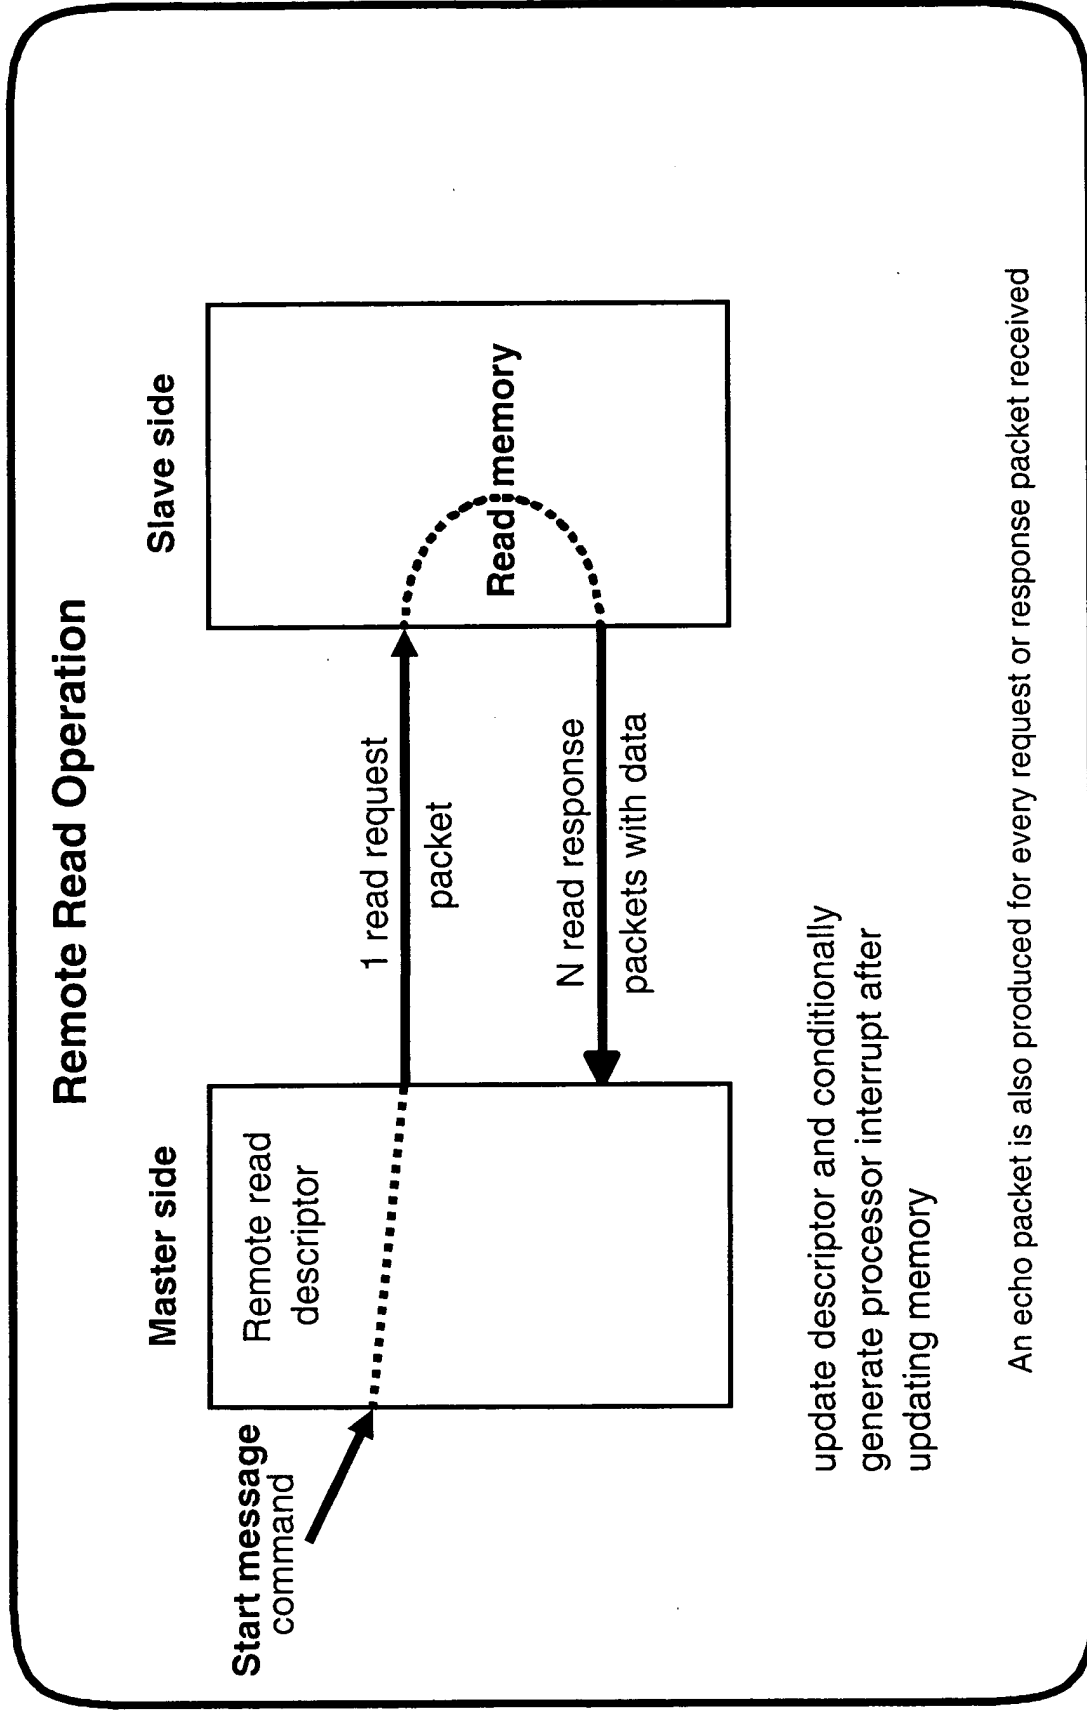 Remote Read Operation
Master side
Slave side
Start message
command
Remote read
descriptor
1 read request
packet
Read memory
N read response
packets with data
update descriptor and conditionally
generate processor interrupt after
updating memory
An echo packet is also produced for every request or response packet received